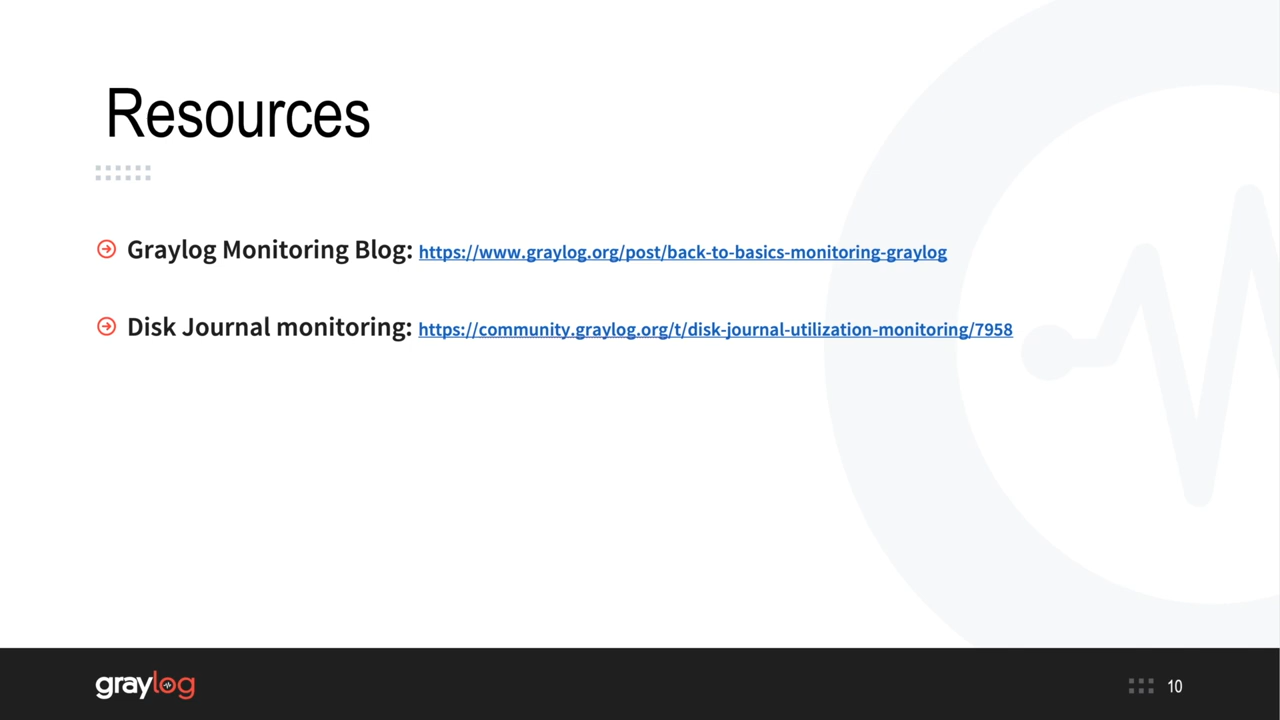 Resources
Graylog Monitoring Blog: https://www.graylog.org/post/back-to-basics-monitoring-graylog
Disk Journal monitoring: https://community.graylog.org/t/disk-journal-utilization-monitoring/7958
graylog
10